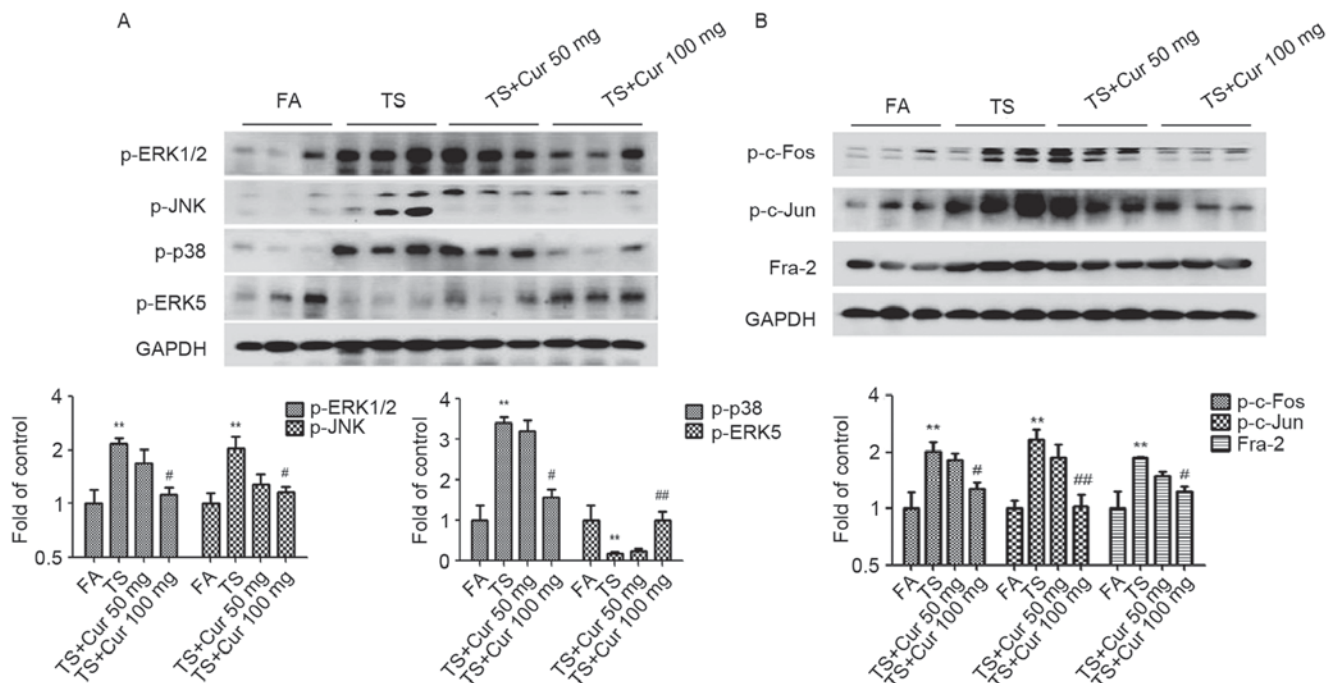 A
FA TS TS+Cur 50 mg TS+Cur 100 mg
p-ERK1/2
p-JNK
p-p38
p-ERK5
GAPDH
B
FA TS TS+Cur 50 mg TS+Cur 100 mg
p-c-Fos
p-c-Jun
Fra-2
GAPDH
Fold of control
4
2
1
0.5
p-ERK1/2
p-JNK
** # ** #
FA TS TS+Cur 50 mg TS+Cur 100 mg FA TS TS+Cur 50 mg TS+Cur 100 mg
Fold of control
4
3
2
1
0
p-p38
p-ERK5
** # ** ##
FA TS TS+Cur 50 mg TS+Cur 100 mg FA TS TS+Cur 50 mg TS+Cur 100 mg
Fold of control
4
2
1
0.5
p-c-Fos
p-c-Jun
Fra-2
** # ** ## ** #
FA TS TS+Cur 50 mg TS+Cur 100 mg FA TS TS+Cur 50 mg TS+Cur 100 mg FA TS TS+Cur 50 mg TS+Cur 100 mg